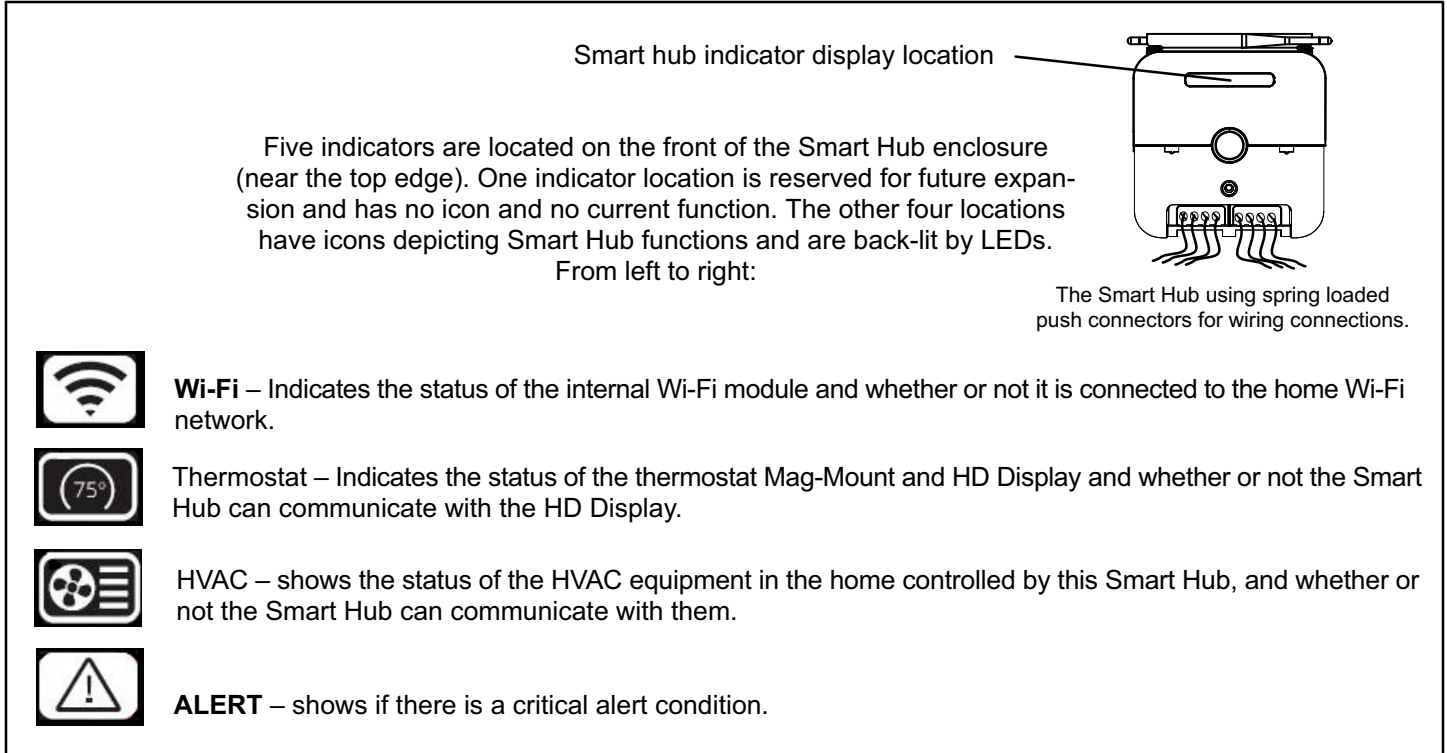 Smart hub indicator display location
Five indicators are located on the front of the Smart Hub enclosure
(near the top edge). One indicator location is reserved for future expan-
sion and has no icon and no current function. The other four locations
have icons depicting Smart Hub functions and are back-lit by LEDs.
From left to right:
The Smart Hub using spring loaded
push connectors for wiring connections.
Wi-Fi – Indicates the status of the internal Wi-Fi module and whether or not it is connected to the home Wi-Fi
network.
75°
Thermostat – Indicates the status of the thermostat Mag-Mount and HD Display and whether or not the Smart
Hub can communicate with the HD Display.
HVAC – shows the status of the HVAC equipment in the home controlled by this Smart Hub, and whether or
not the Smart Hub can communicate with them.
ALERT – shows if there is a critical alert condition.